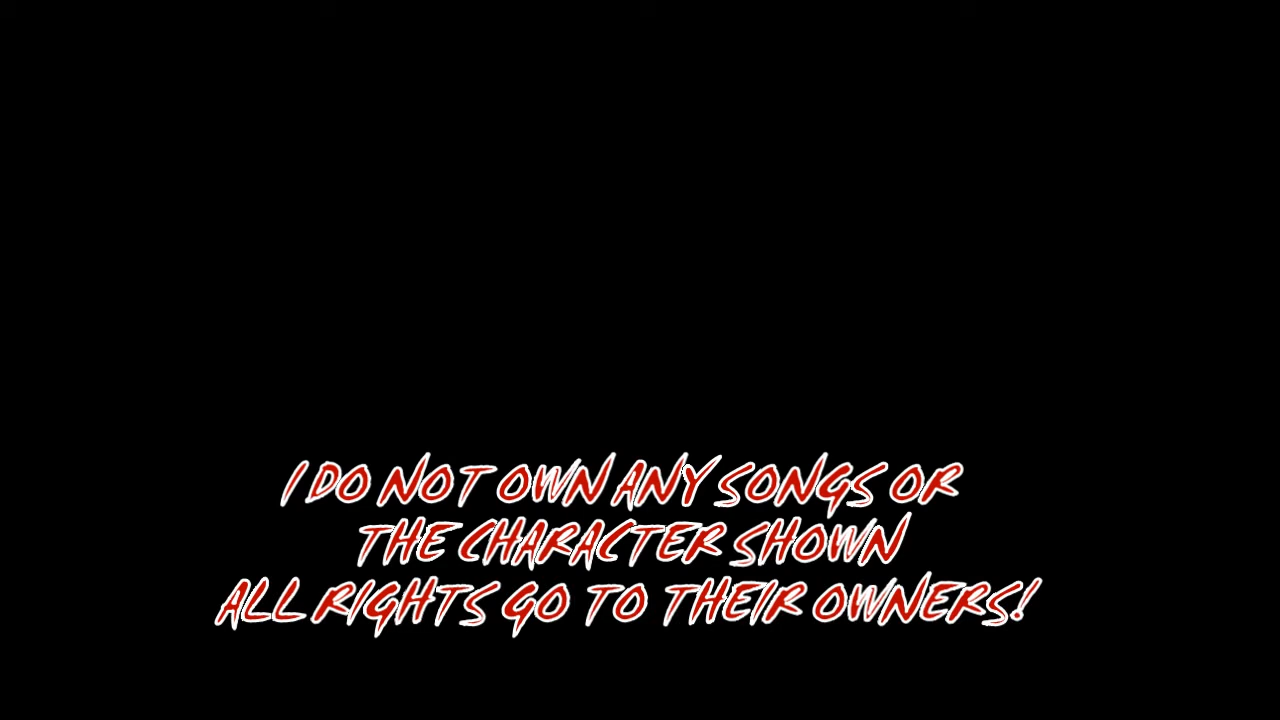 I DO NOT OWN ANY SONGS OR
THE CHARACTER SHOWN
ALL RIGHTS GO TO THEIR OWNERS!